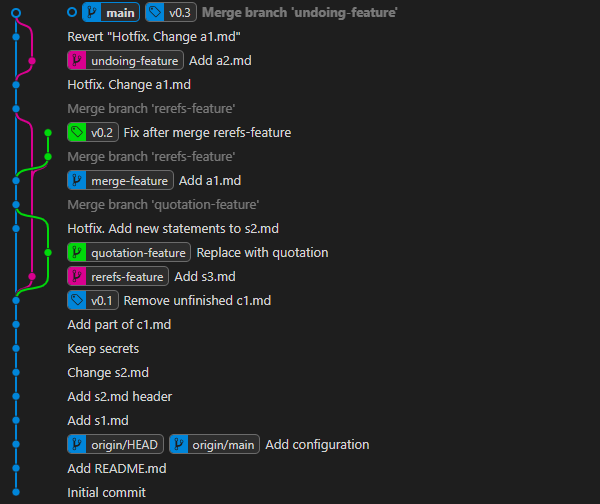 main v0.3 Merge branch 'undoing-feature'
Revert "Hotfix. Change a1.md"
undoing-feature Add a2.md
Hotfix. Change a1.md
Merge branch 'rerefs-feature'
v0.2 Fix after merge rerefs-feature
Merge branch 'rerefs-feature'
merge-feature Add a1.md
Merge branch 'quotation-feature'
Hotfix. Add new statements to s2.md
quotation-feature Replace with quotation
rerefs-feature Add s3.md
v0.1 Remove unfinished c1.md
Add part of c1.md
Keep secrets
Change s2.md
Add s2.md header
Add s1.md
origin/HEAD origin/main Add configuration
Add README.md
Initial commit